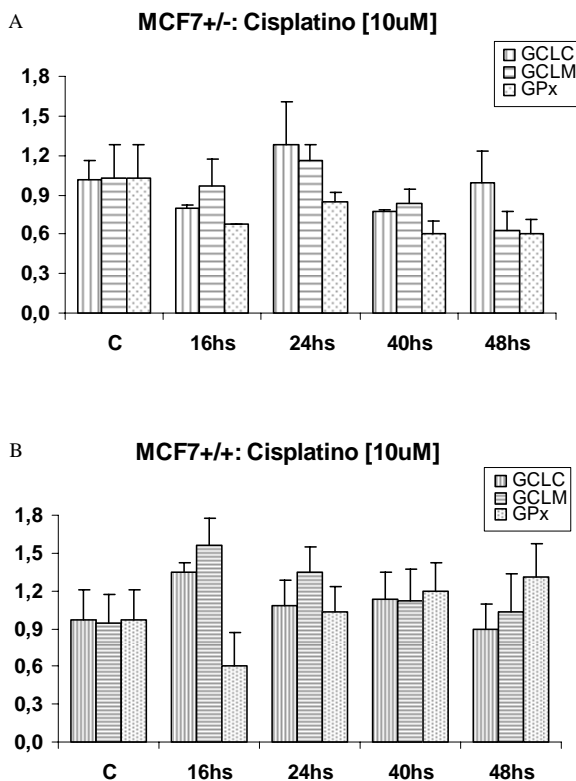 A
MCF7+/-: Cisplatino [10uM]
GCLC
GCLM
GPx
1,8
1,5
1,2
0,9
0,6
0,3
0,0
C 16hs 24hs 40hs 48hs
B
MCF7+/+: Cisplatino [10uM]
GCLC
GCLM
GPx
1,8
1,5
1,2
0,9
0,6
0,3
0,0
C 16hs 24hs 40hs 48hs